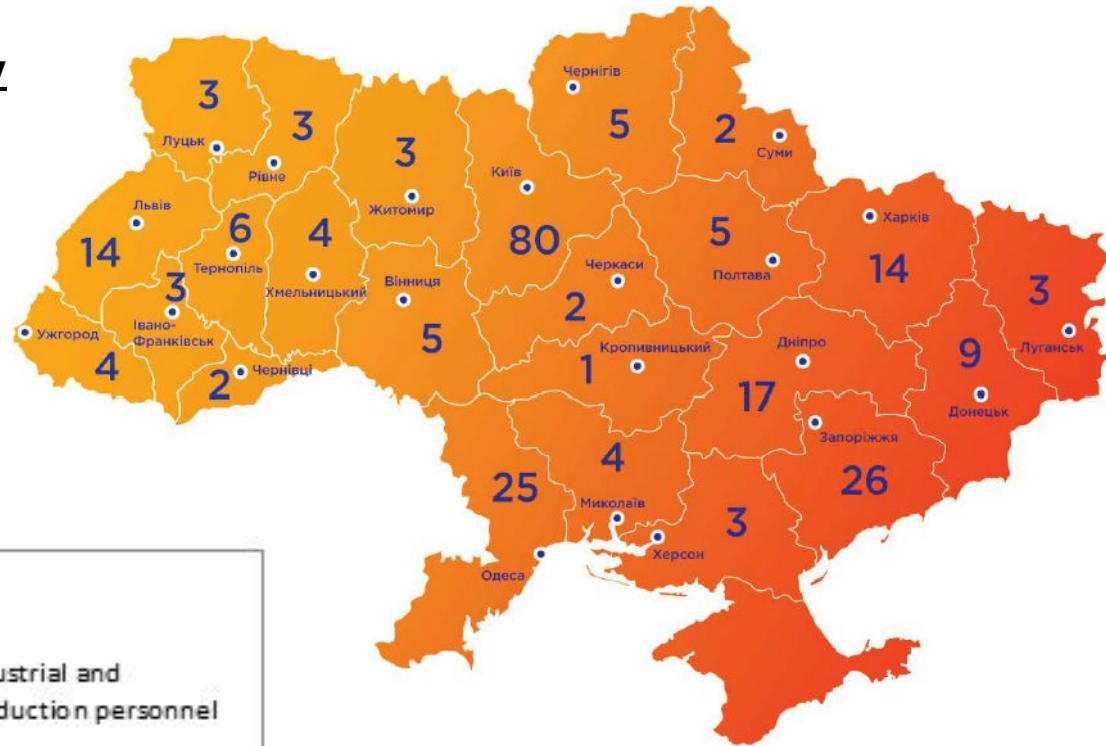 Чернігів
3
5
3
2
Луцьк
Суми
3
Рівне
Київ
Житомир
Львів
Харків
6
4
80
5
14
Тернопіль
Черкаси
14
Полтава
Вінниця
3
Хмельницький
3
2
Івано-
Франківськ
Ужгород
5
Кропивницький
Дніпро
9
Луганськ
4
2
Чернівці
1
17
Донецьк
Запоріжжя
4
25
26
Миколаїв
3
Херсон
Одеса
ustrial and
duction personnel